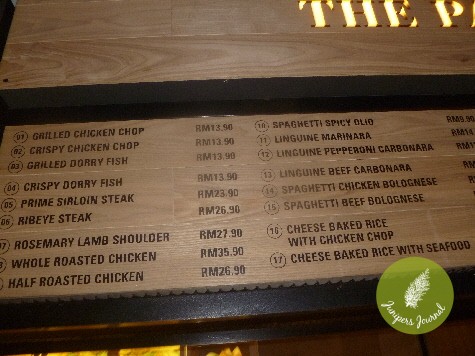 THE
01 GRILLED CHICKEN CHOP RM13.90
02 CRISPY CHICKEN CHOP RM13.90
03 GRILLED DORRY FISH RM13.90
04 CRISPY DORRY FISH RM13.90
05 PRIME SIRLOIN STEAK RM23.90
06 RIBEYE STEAK RM26.90
07 ROSEMARY LAMB SHOULDER RM27.90
WHOLE ROASTED CHICKEN RM35.90
HALF ROASTED CHICKEN RM26.90
10 SPAGHETTI SPICY OLIO
11 LINGUINE MARINARA
12 LINGUINE PEPPERONI CARBONARA
13 LINGUINE BEEF CARBONARA
14 SPAGHETTI CHICKEN BOLOGNESE
15 SPAGHETTI BEEF BOLOGNESE
16 CHEESE BAKED RICE
WITH CHICKEN CHOP
17 CHEESE BAKED RICE WITH SEAFOOD
Junipers Journal